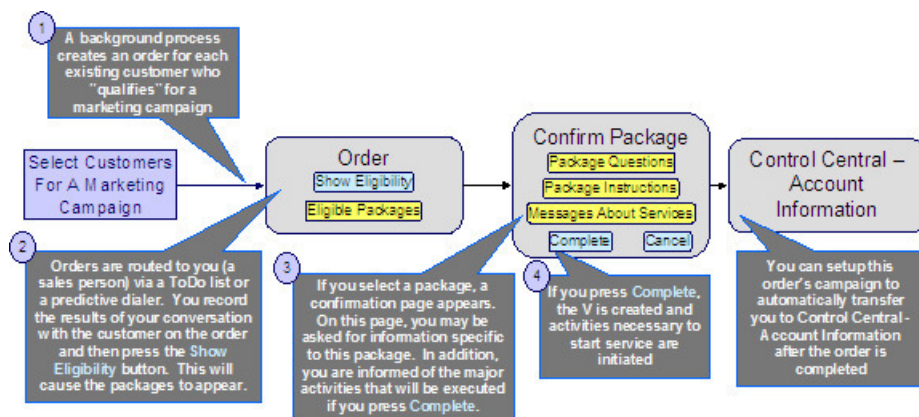 1
A background process
creates an order for each
existing customer who
"qualifies" for a
marketing campaign
Select Customers
For A Marketing
Campaign
Order
Show Eligibility
Eligible Packages
Confirm Package
Package Questions
Package Instructions
Messages About Services
Complete
Cancel
Control Central –
Account
Information
2
Orders are routed to you (a
sales person) via a ToDo list or
a predictive dialer. You record
the results of your conversation
with the customer on the order
and then press the Show
Eligibility button. This will
cause the packages to appear.
3
If you select a package, a
confirmation page appears.
On this page, you may be
asked for information specific
to this package. In addition,
you are informed of the major
activities that will be executed
if you press Complete.
4
If you press Complete,
the V is created and
activities necessary to
start service are
initiated
You can setup this
order's campaign to
automatically transfer
you to Control Central -
Account Information
after the order is
completed